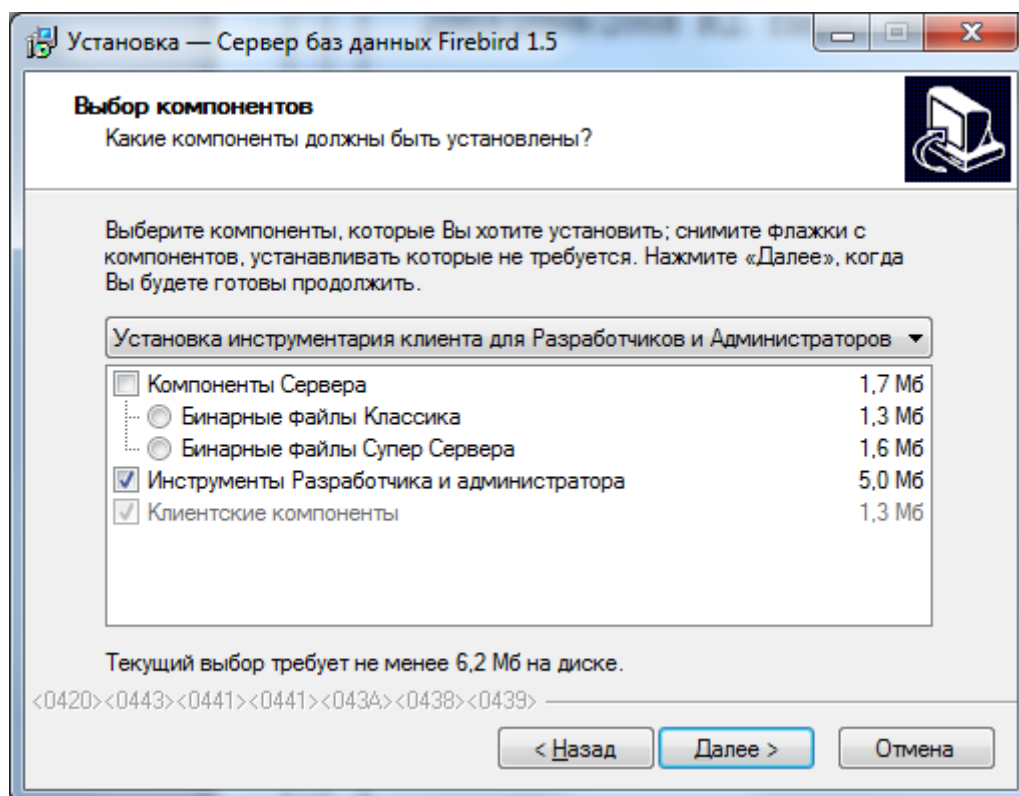 Установка — Сервер баз данных Firebird 1.5
Выбор компонентов
Какие компоненты должны быть установлены?
Выберите компоненты, которые Вы хотите установить; снимите флажки с
компонентов, устанавливать которые не требуется. Нажмите «Далее», когда
Вы будете готовы продолжить.
Установка инструментария клиента для Разработчиков и Администраторов
Компоненты Сервера 1,7 Мб
Бинарные файлы Классика 1,3 Мб
Бинарные файлы Супер Сервера 1,6 Мб
Инструменты Разработчика и администратора 5,0 Мб
Клиентские компоненты 1,3 Мб
Текущий выбор требует не менее 6,2 Мб на диске.
<0420><0443><0441><0441><043A><0438><0439>
< Назад Далее > Отмена